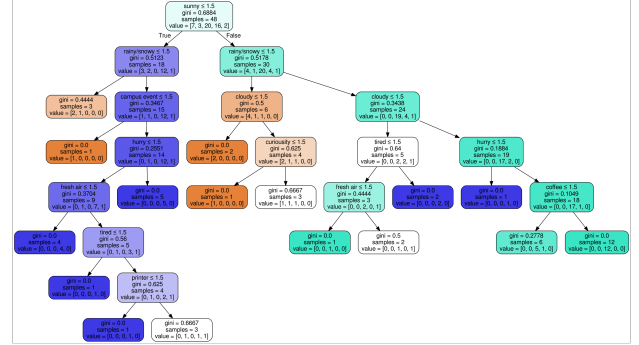 sunny ≤ 1.5
gini = 0.6884
samples = 48
value = [7, 3, 20, 16, 2]
True
False
rainy/snowy ≤ 1.5
gini = 0.5123
samples = 18
value = [3, 2, 0, 12, 1]
rainy/snowy ≤ 1.5
gini = 0.5178
samples = 30
value = [4, 1, 20, 4, 1]
gini = 0.4444
samples = 3
value = [2, 1, 0, 0, 0]
campus event ≤ 1.5
gini = 0.3467
samples = 15
value = [1, 1, 0, 12, 1]
cloudy ≤ 1.5
gini = 0.5
samples = 6
value = [4, 1, 1, 0, 0]
cloudy ≤ 1.5
gini = 0.3438
samples = 24
value = [0, 0, 19, 4, 1]
gini = 0.0
samples = 1
value = [1, 0, 0, 0, 0]
hurry ≤ 1.5
gini = 0.2551
samples = 14
value = [0, 1, 0, 12, 1]
gini = 0.0
samples = 2
value = [2, 0, 0, 0, 0]
curiousity ≤ 1.5
gini = 0.625
samples = 4
value = [2, 1, 1, 0, 0]
tired ≤ 1.5
gini = 0.64
samples = 5
value = [0, 0, 2, 2, 1]
hurry ≤ 1.5
gini = 0.1884
samples = 19
value = [0, 0, 17, 2, 0]
fresh air ≤ 1.5
gini = 0.3704
samples = 9
value = [0, 1, 0, 7, 1]
gini = 0.0
samples = 5
value = [0, 0, 0, 5, 0]
gini = 0.0
samples = 1
value = [1, 0, 0, 0, 0]
gini = 0.6667
samples = 3
value = [1, 1, 1, 0, 0]
fresh air ≤ 1.5
gini = 0.4444
samples = 3
value = [0, 0, 2, 0, 1]
gini = 0.0
samples = 2
value = [0, 0, 0, 2, 0]
gini = 0.0
samples = 1
value = [0, 0, 0, 1, 0]
coffee ≤ 1.5
gini = 0.1049
samples = 18
value = [0, 0, 17, 1, 0]
gini = 0.0
samples = 4
value = [0, 0, 0, 4, 0]
tired ≤ 1.5
gini = 0.56
samples = 5
value = [0, 1, 0, 3, 1]
gini = 0.0
samples = 1
value = [0, 0, 1, 0, 0]
gini = 0.5
samples = 2
value = [0, 0, 1, 0, 1]
gini = 0.2778
samples = 6
value = [0, 0, 5, 1, 0]
gini = 0.0
samples = 12
value = [0, 0, 12, 0, 0]
gini = 0.0
samples = 1
value = [0, 0, 0, 1, 0]
printer ≤ 1.5
gini = 0.625
samples = 4
value = [0, 1, 0, 2, 1]
gini = 0.0
samples = 1
value = [0, 0, 0, 1, 0]
gini = 0.6667
samples = 3
value = [0, 1, 0, 1, 1]